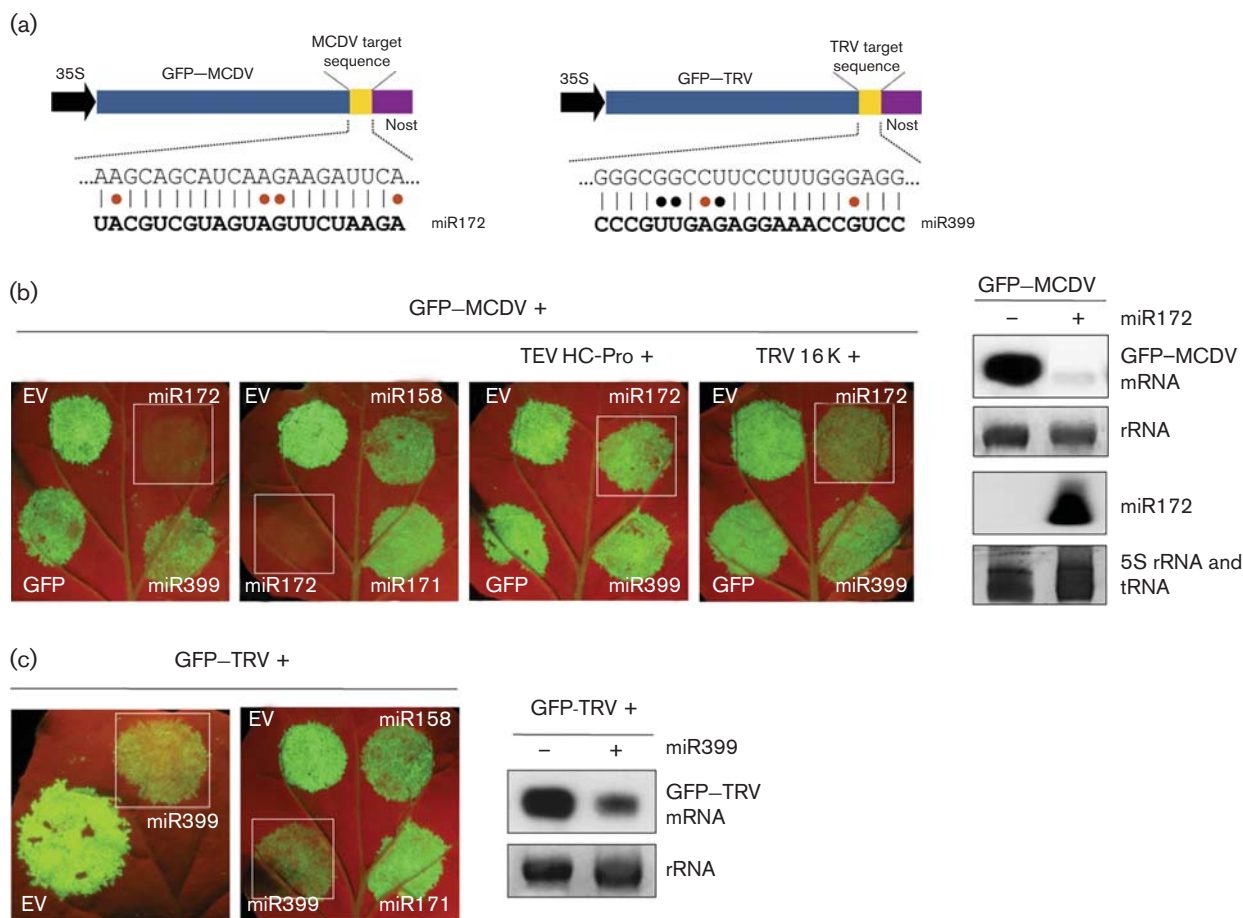 (a)
MCDV target
sequence
35S
GFP—MCDV
Nost
...AAGCAGCAUCAAGAAGAUUCA...
UACGUCGUAGUAGUUCUAAGA
miR172
TRV target
sequence
35S
GFP—TRV
Nost
...GGGCGGCCUUCCUUUGGGAGG...
CCCGUUGAGAGGAAACCGUCC
miR399
(b)
GFP–MCDV +
TEV HC-Pro +
TRV 16 K +
EV
miR172
GFP
miR399
EV
miR158
miR172
miR171
EV
miR172
GFP
miR399
EV
miR172
GFP
miR399
GFP–MCDV
– +
miR172
GFP–MCDV
mRNA
rRNA
miR172
5S rRNA and
tRNA
(c)
GFP–TRV +
miR399
EV
EV
miR158
miR399
miR171
GFP-TRV +
– +
miR399
GFP–TRV
mRNA
rRNA